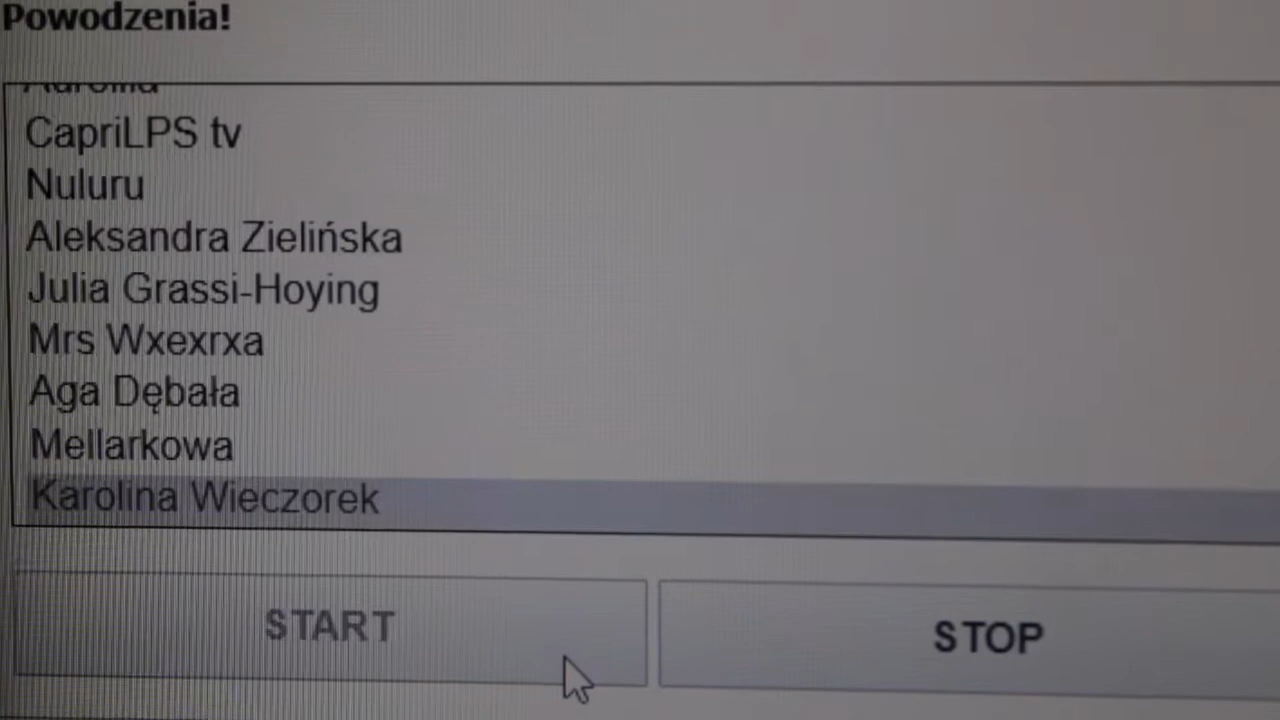 Powodzenia!
CapriLPS tv
Nuluru
Aleksandra Zielińska
Julia Grassi-Hoying
Mrs Wxexrxa
Aga Dębała
Mellarkowa
Karolina Wieczorek
START
STOP